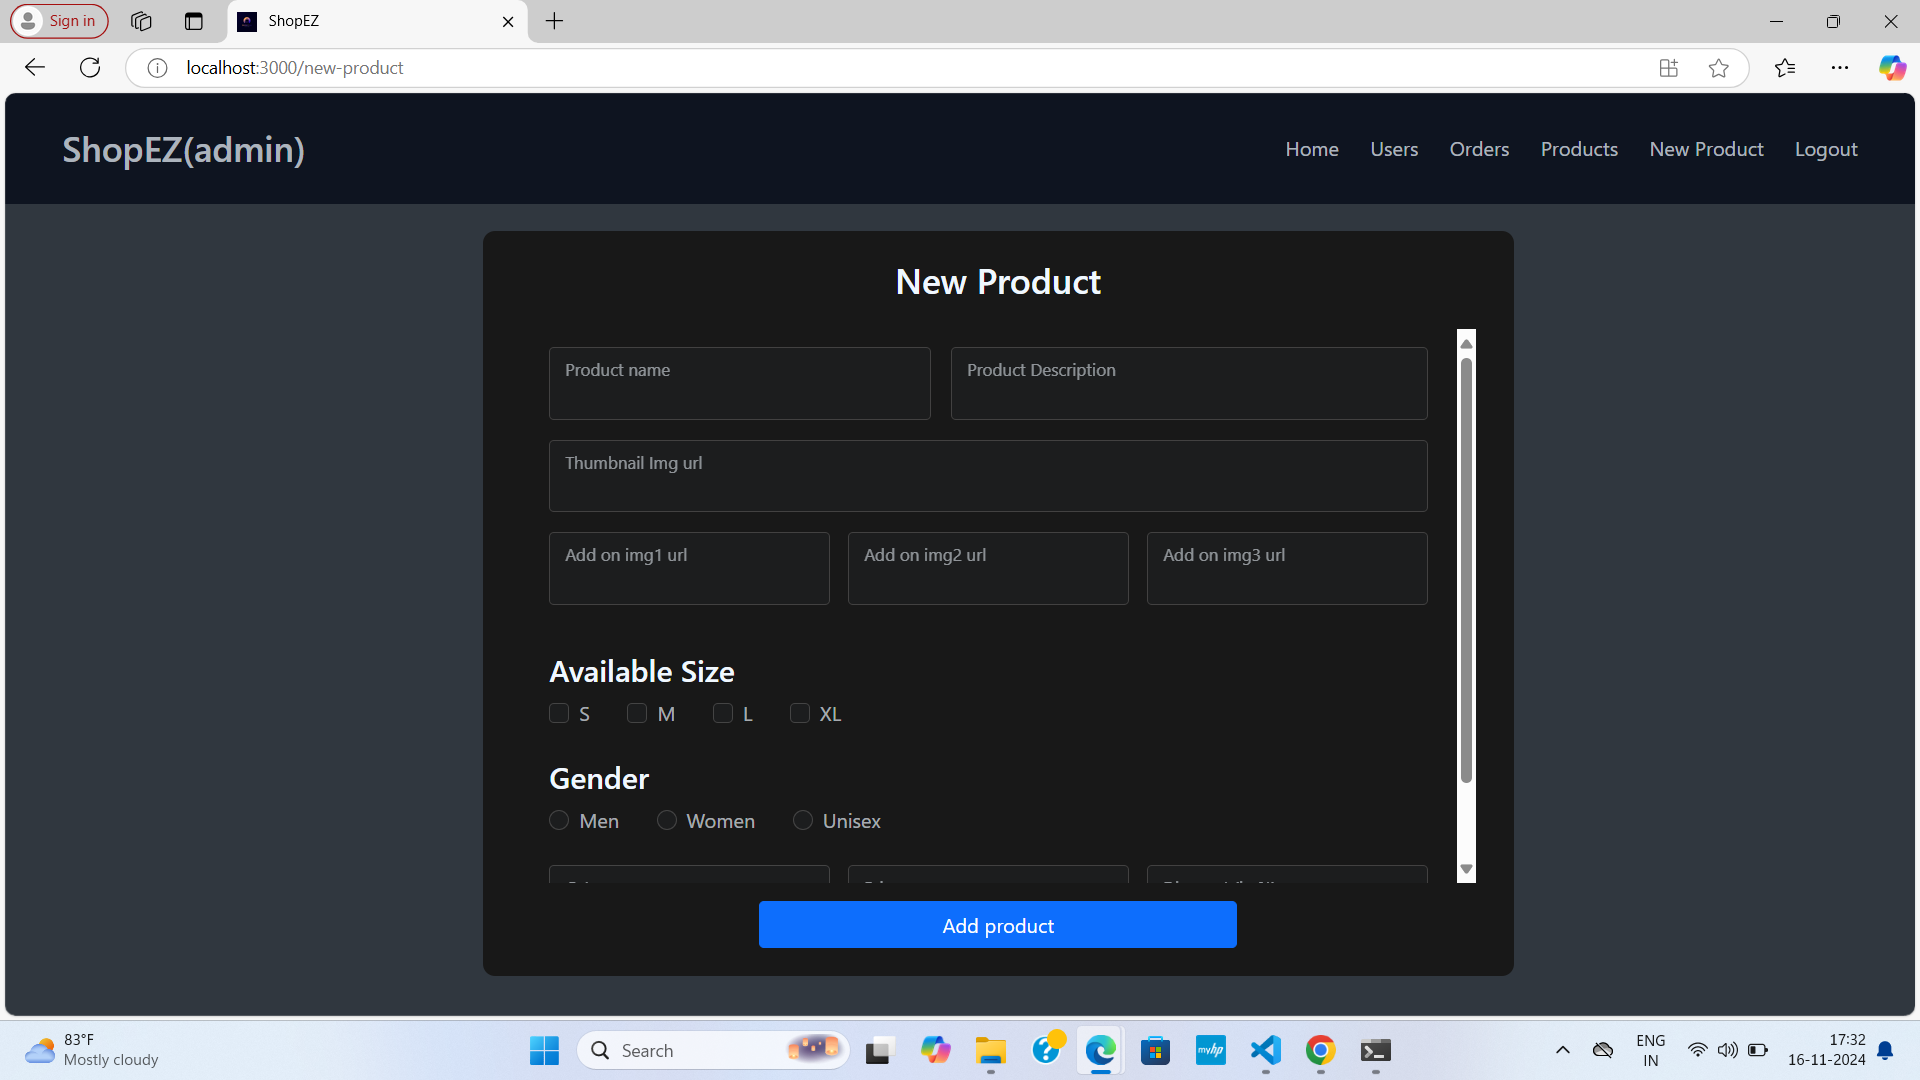 Sign in
ShopEZ
localhost:3000/new-product
ShopEZ(admin)
Home Users Orders Products New Product Logout
New Product
Product name Product Description
Thumbnail Img url
Add on img1 url Add on img2 url Add on img3 url
Available Size
S M L XL
Gender
Men Women Unisex
Add product
83°F
Mostly cloudy
Search
myhp
ENG
IN
17:32
16-11-2024